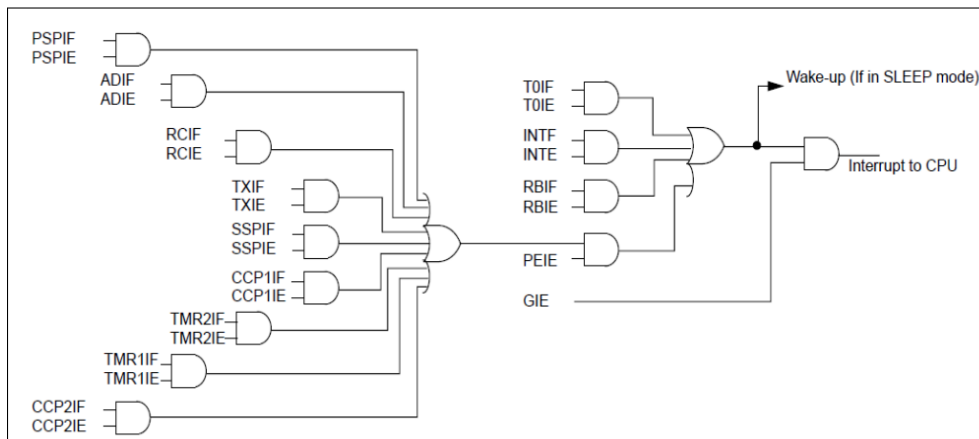 PSPIF
PSPIE
ADIF
ADIE
RCIF
RCIE
TXIF
TXIE
SSPIF
SSPIE
CCP1IF
CCP1IE
TMR2IF
TMR2IE
TMR1IF
TMR1IE
CCP2IF
CCP2IE
T0IF
T0IE
INTF
INTE
RBIF
RBIE
PEIE
GIE
Wake-up (If in SLEEP mode)
Interrupt to CPU